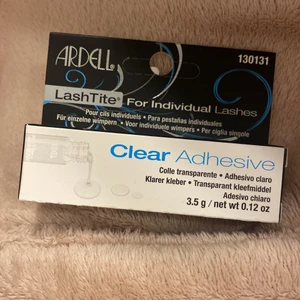 ARDELL
130131
LashTite® For Individual Lashes
Pour cils individuels • Para pestañas individuales
Für einzelne wimpern • Voor individuele wimpers • Per ciglia singole
Clear Adhesive
Colle transparente • Adhesivo claro
Klarer kleber • Transparant kleefmiddel
Adesivo chiaro
3.5 g / net wt 0.12 oz